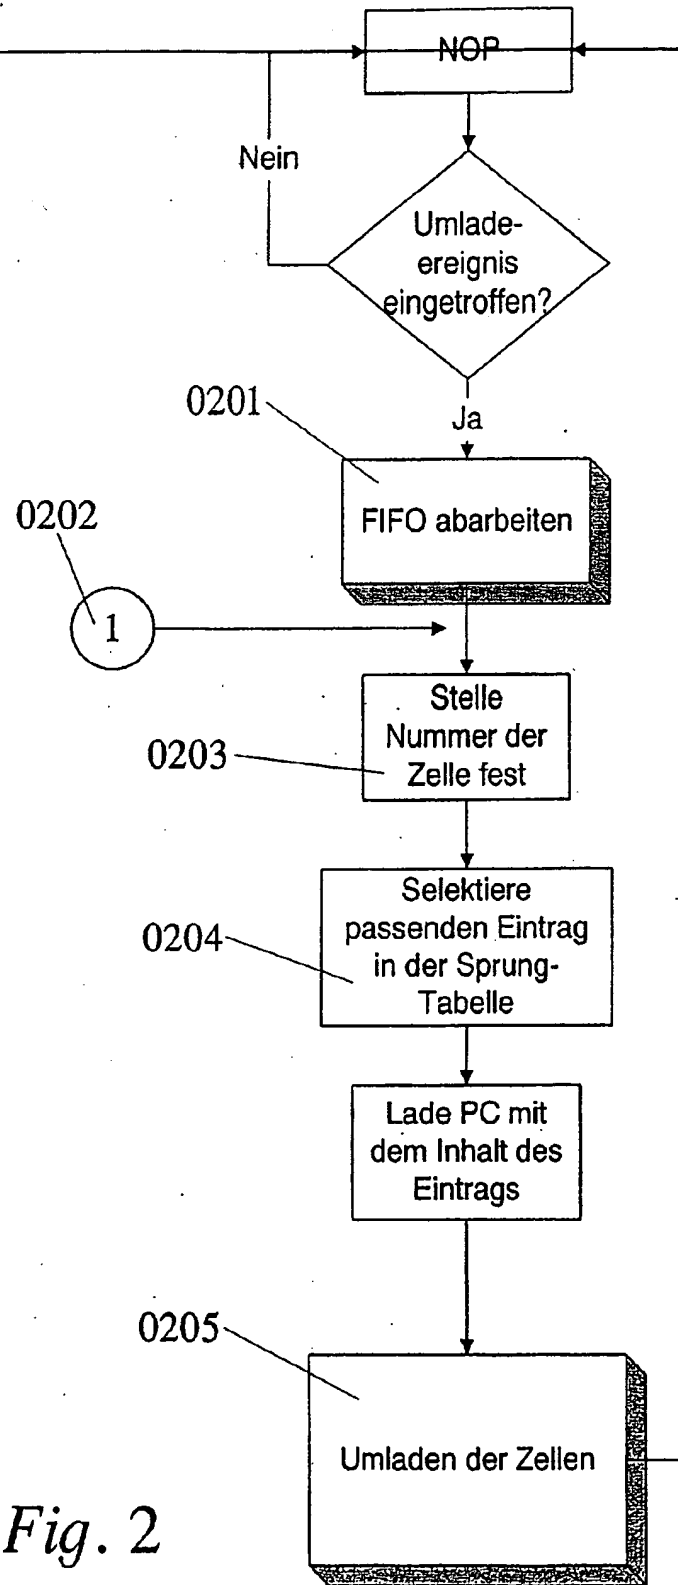 NOP
Nein
Umlade-
ereignis
eingetroffen?
Ja
0201
FIFO abarbeiten
0202
1
Stelle
Nummer der
Zelle fest
0203
Selektiere
passenden Eintrag
in der Sprung-
Tabelle
0204
Lade PC mit
dem Inhalt des
Eintrags
0205
Umladen der Zellen
Fig. 2